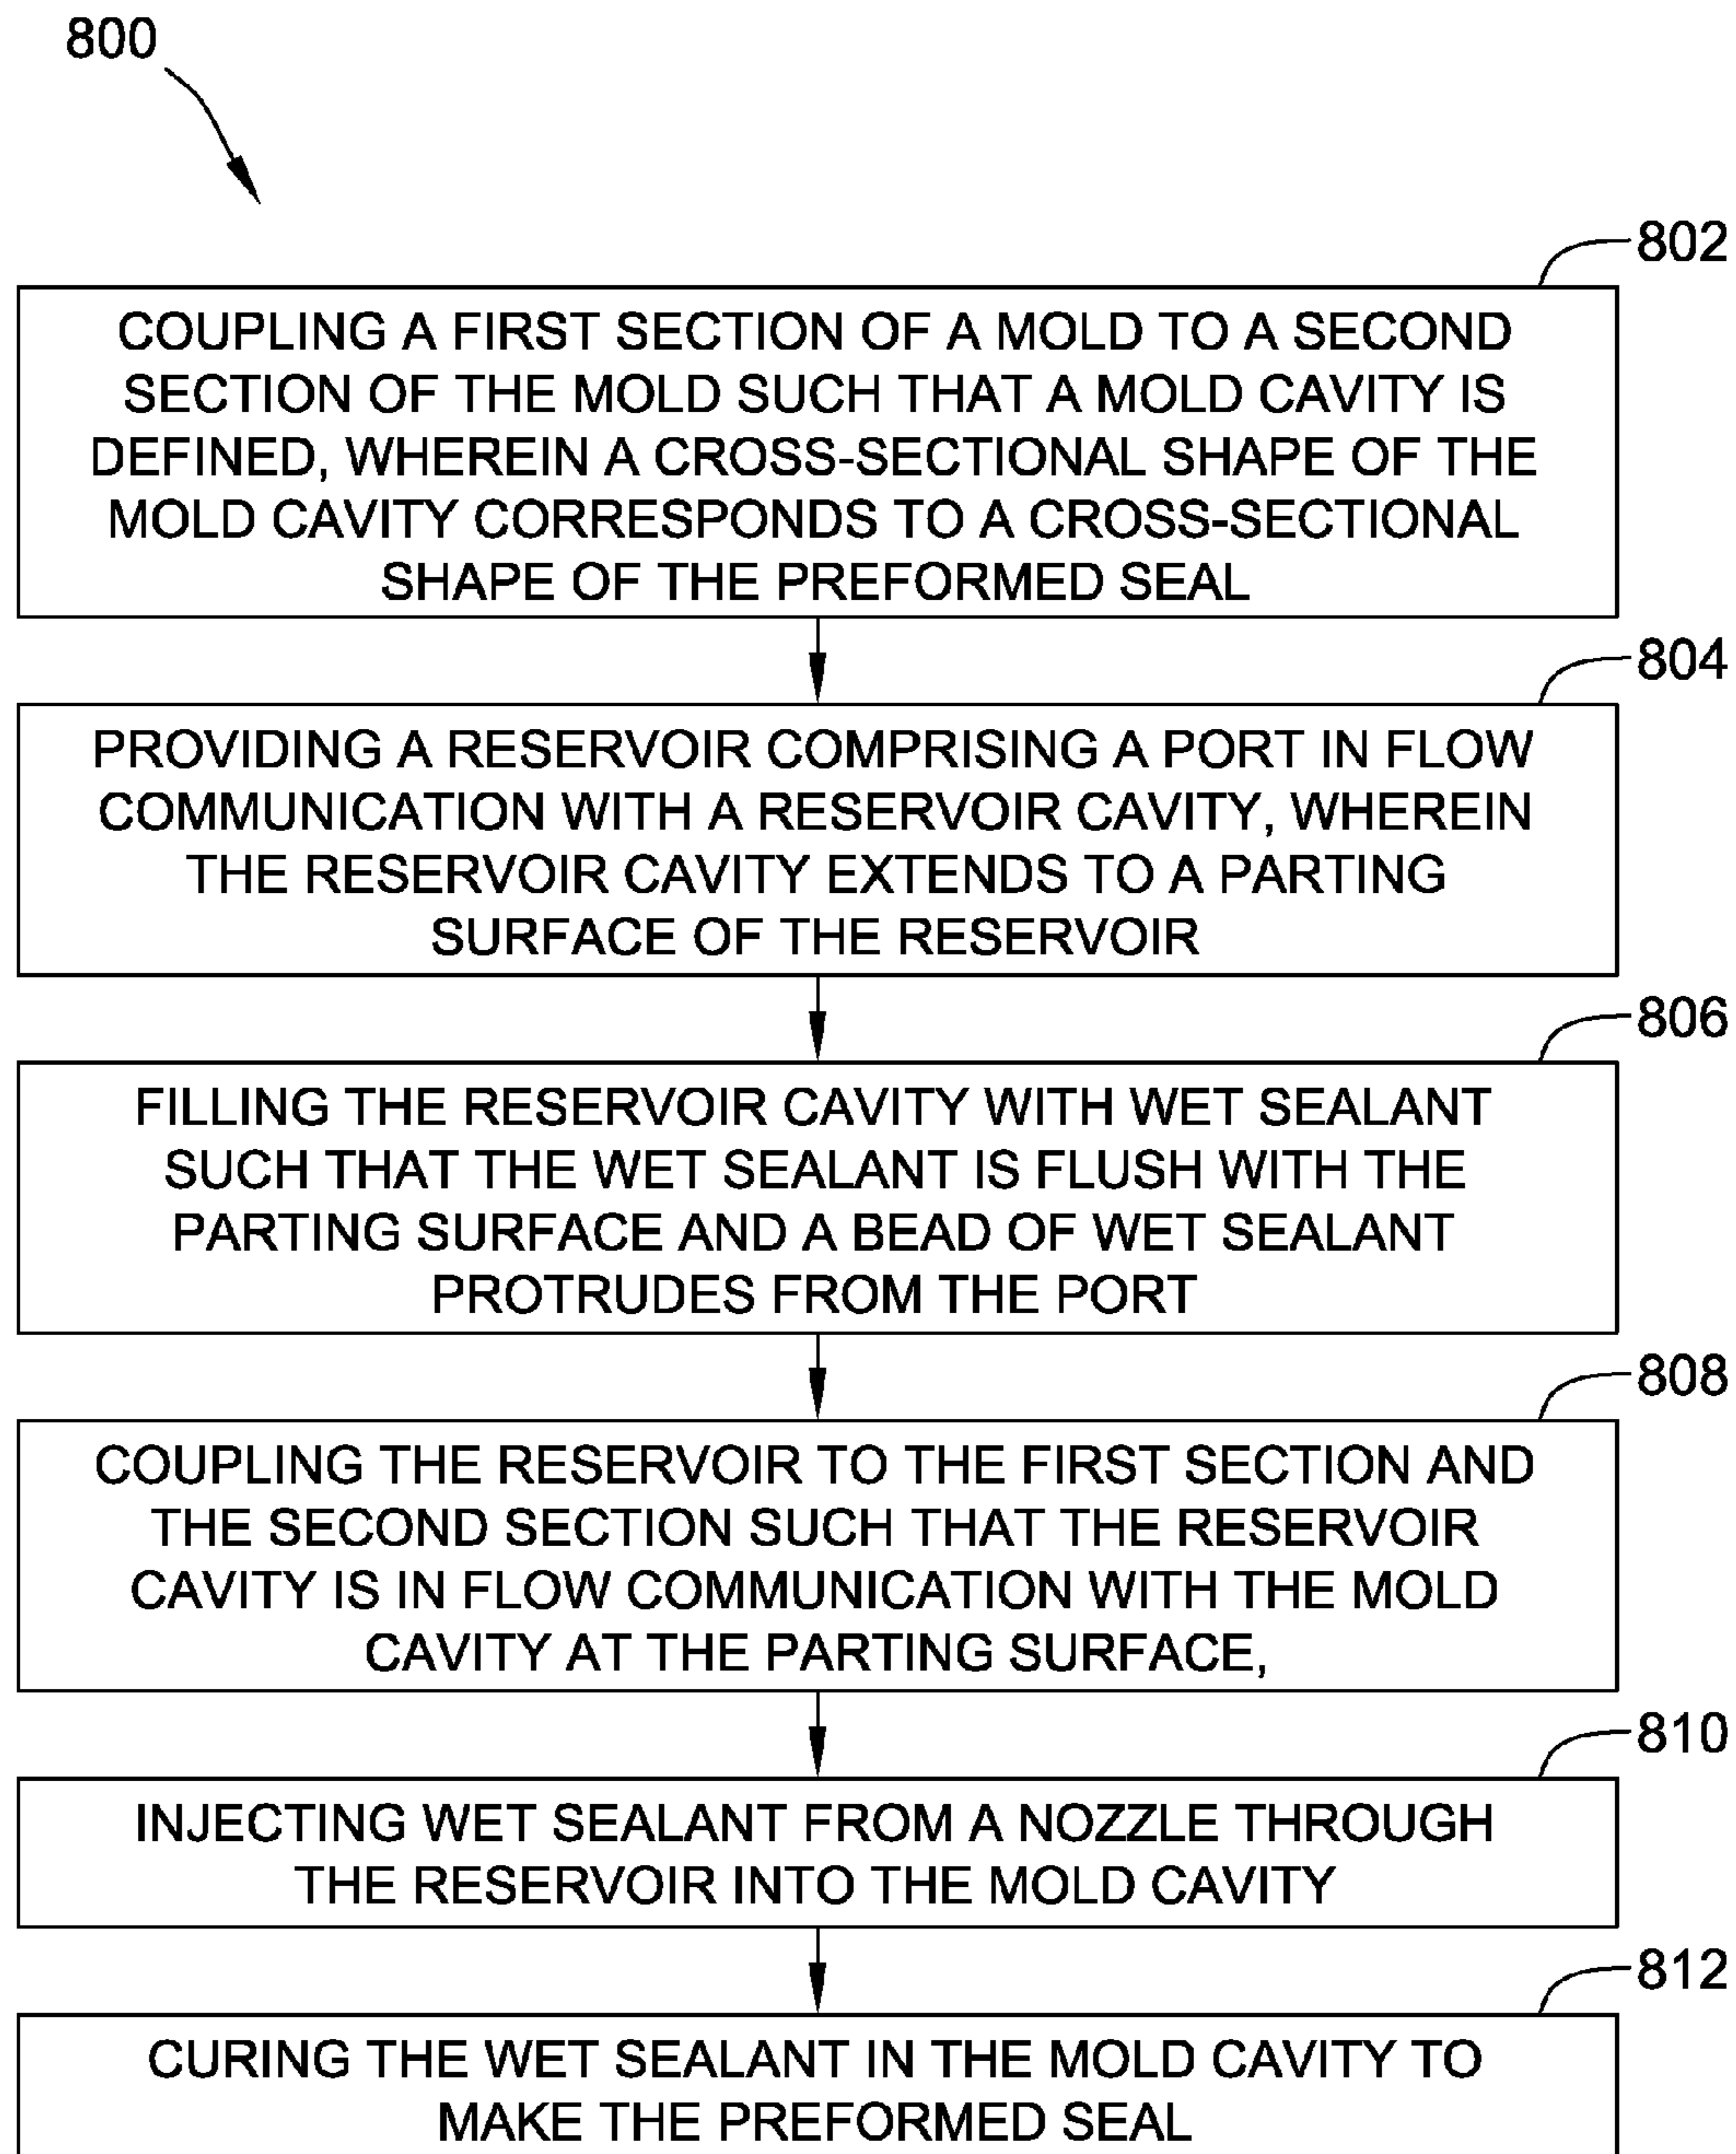 800
802
COUPLING A FIRST SECTION OF A MOLD TO A SECOND
SECTION OF THE MOLD SUCH THAT A MOLD CAVITY IS
DEFINED, WHEREIN A CROSS-SECTIONAL SHAPE OF THE
MOLD CAVITY CORRESPONDS TO A CROSS-SECTIONAL
SHAPE OF THE PREFORMED SEAL
804
PROVIDING A RESERVOIR COMPRISING A PORT IN FLOW
COMMUNICATION WITH A RESERVOIR CAVITY, WHEREIN
THE RESERVOIR CAVITY EXTENDS TO A PARTING
SURFACE OF THE RESERVOIR
806
FILLING THE RESERVOIR CAVITY WITH WET SEALANT
SUCH THAT THE WET SEALANT IS FLUSH WITH THE
PARTING SURFACE AND A BEAD OF WET SEALANT
PROTRUDES FROM THE PORT
808
COUPLING THE RESERVOIR TO THE FIRST SECTION AND
THE SECOND SECTION SUCH THAT THE RESERVOIR
CAVITY IS IN FLOW COMMUNICATION WITH THE MOLD
CAVITY AT THE PARTING SURFACE,
810
INJECTING WET SEALANT FROM A NOZZLE THROUGH
THE RESERVOIR INTO THE MOLD CAVITY
812
CURING THE WET SEALANT IN THE MOLD CAVITY TO
MAKE THE PREFORMED SEAL